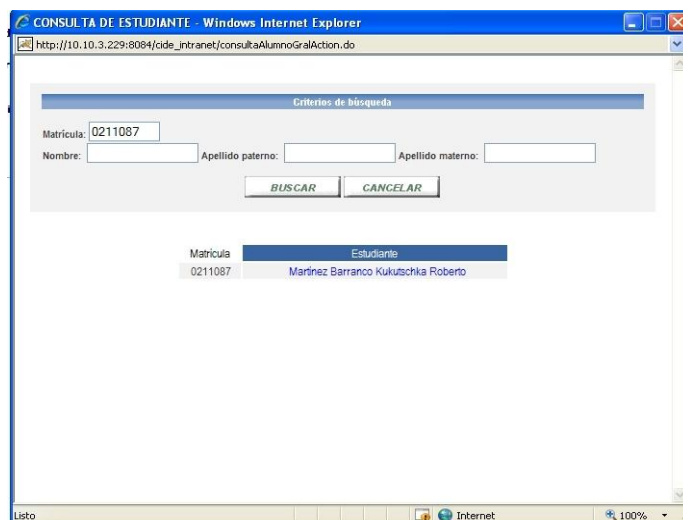 CONSULTA DE ESTUDIANTE - Windows Internet Explorer
http://10.10.3.229:8084/cide_intranet/consultaAlumnoGralAction.do
Criterios de búsqueda
Matrícula: 0211087
Nombre: Apellido paterno: Apellido materno:
BUSCAR CANCELAR
Matrícula Estudiante
0211087 Martínez Barranco Kukutschka Roberto
Listo Internet 100%